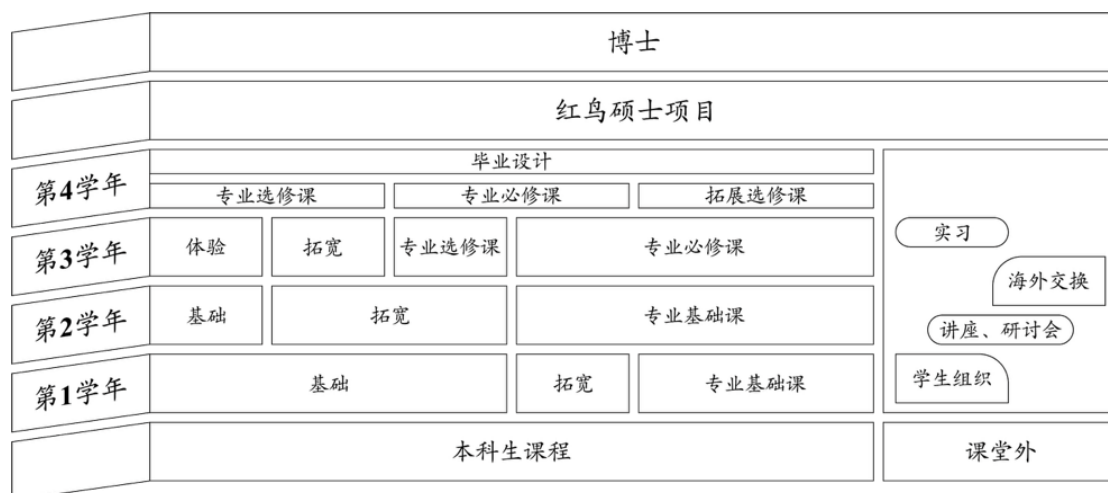 博士
红鸟硕士项目
第4学年
毕业设计
专业选修课 专业必修课 拓展选修课
第3学年
体验 拓宽 专业选修课 专业必修课
第2学年
基础 拓宽 专业基础课
第1学年
基础 拓宽 专业基础课
实习
海外交换
讲座、研讨会
学生组织
本科生课程 课堂外